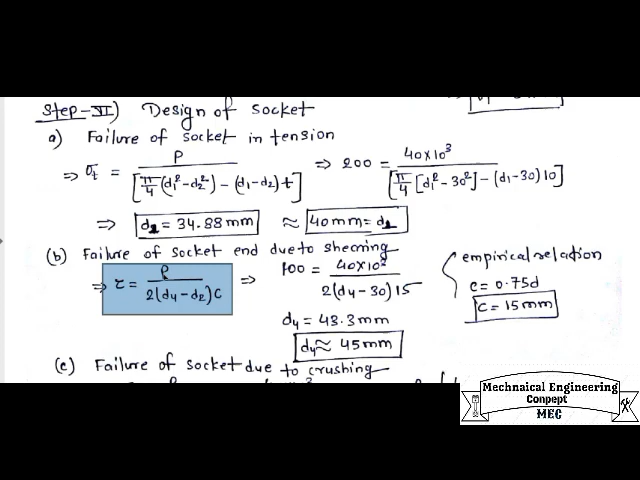 Step-VI) Design of socket
a) Failure of socket in tension
⇒ σt = P / [π/4 (d1² - d2²) - (d1-d2) t] ⇒ 200 = 40×10³ / [π/4 [d1² - 30²] - (d1-30) 10]
⇒ d1 = 34.88 mm ≈ 40mm = d1
(b) Failure of socket end due to shearing
⇒ τ = P / 2(d4-d2)c ⇒ 100 = 40×10³ / 2(d4-30) 15
empirical relation
c = 0.75d
c = 15 mm
d4 = 43.3 mm
d4 ≈ 45 mm
(c) Failure of socket due to crushing
Mechnaical Engineering
Conpept
MEC